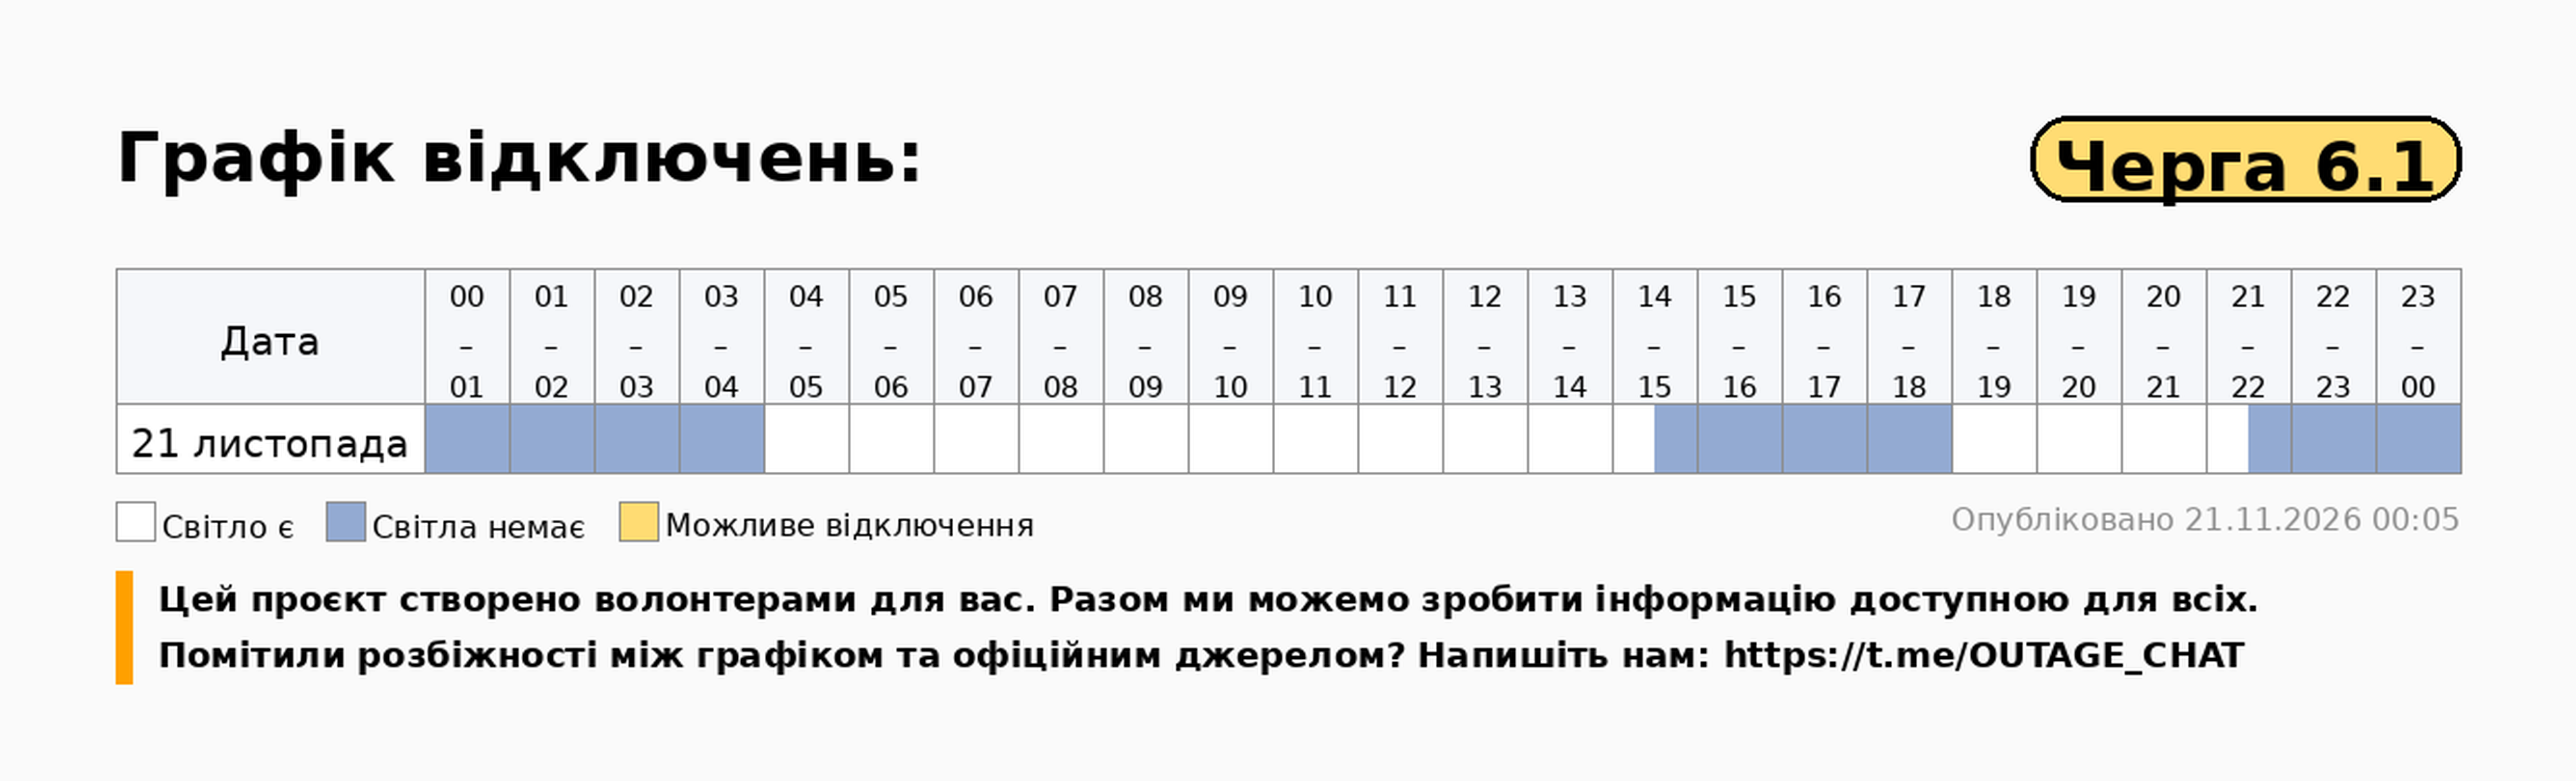 Графік відключень:
Черга 6.1
Дата
00 – 01
01 – 02
02 – 03
03 – 04
04 – 05
05 – 06
06 – 07
07 – 08
08 – 09
09 – 10
10 – 11
11 – 12
12 – 13
13 – 14
14 – 15
15 – 16
16 – 17
17 – 18
18 – 19
19 – 20
20 – 21
21 – 22
22 – 23
23 – 00
21 листопада
Світло є
Світла немає
Можливе відключення
Опубліковано 21.11.2026 00:05
Цей проєкт створено волонтерами для вас. Разом ми можемо зробити інформацію доступною для всіх.
Помітили розбіжності між графіком та офіційним джерелом? Напишіть нам: https://t.me/OUTAGE_CHAT